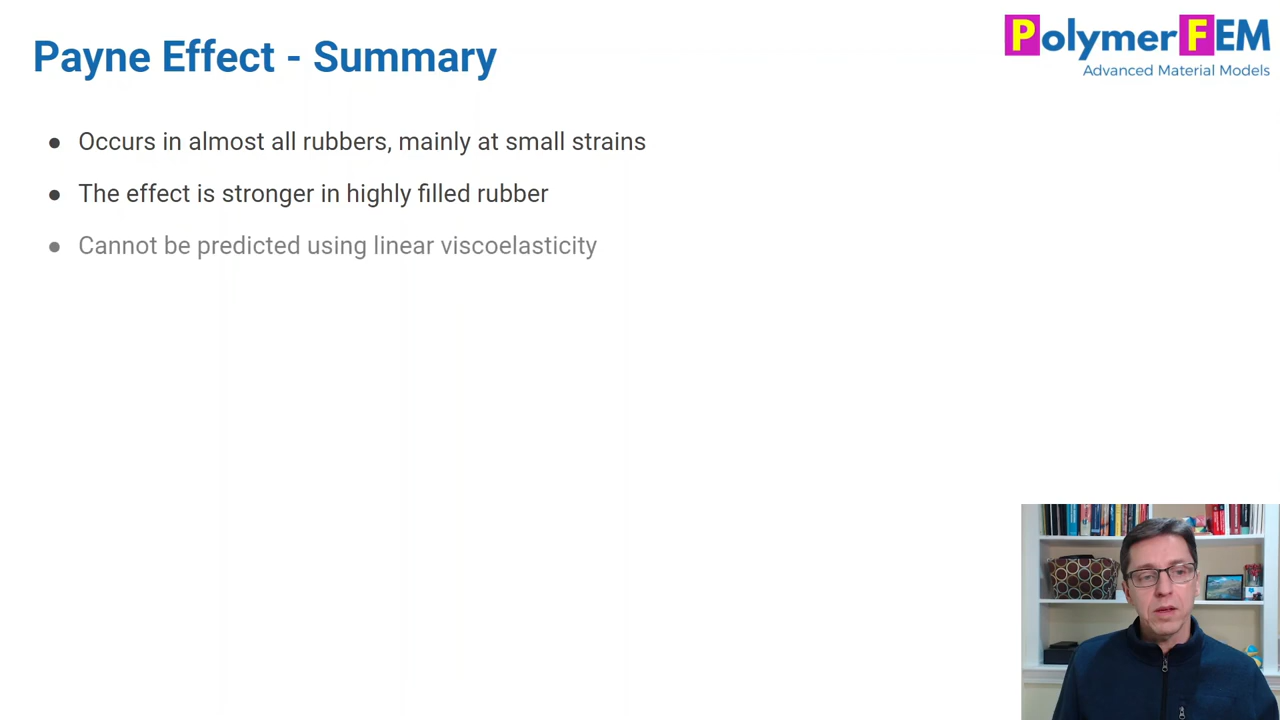 Payne Effect - Summary
PolymerFEM
Advanced Material Models
● Occurs in almost all rubbers, mainly at small strains
● The effect is stronger in highly filled rubber
● Cannot be predicted using linear viscoelasticity